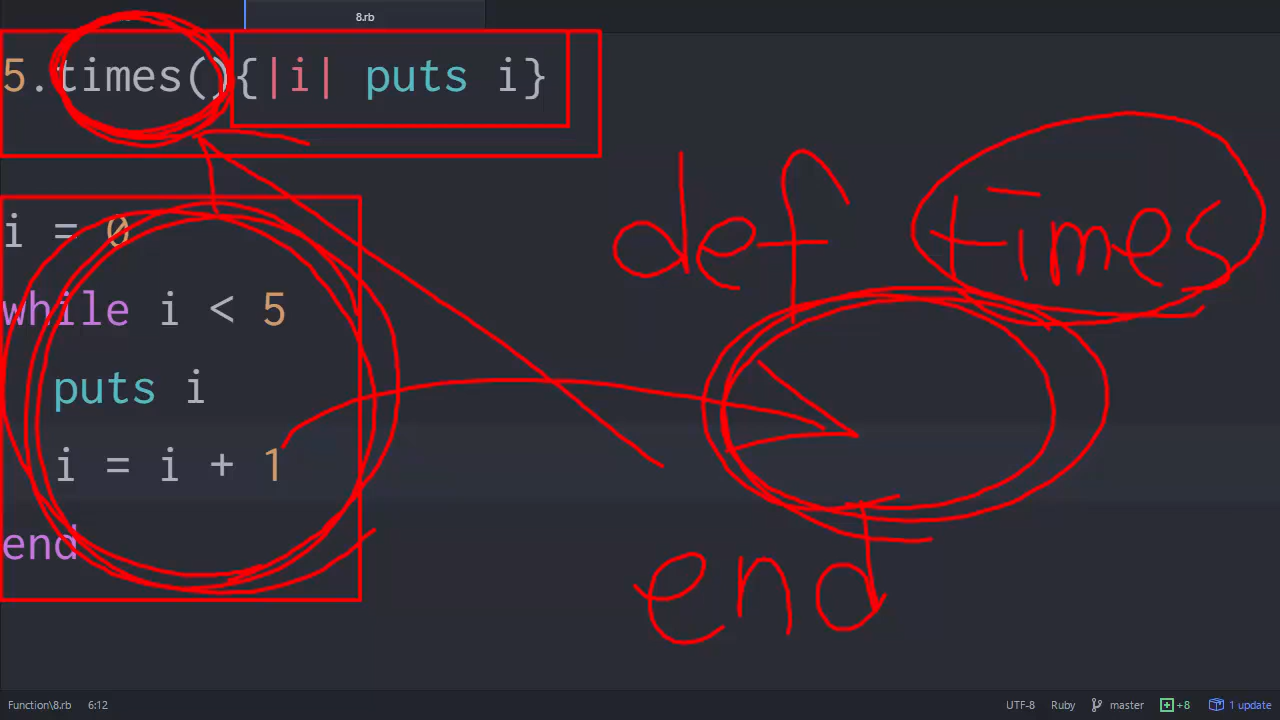 8.rb
5.times(){|i| puts i}
i = 0
while i < 5
puts i
i = i + 1
end
def times
end
Function\8.rb 6:12 UTF-8 Ruby master +8 1 update